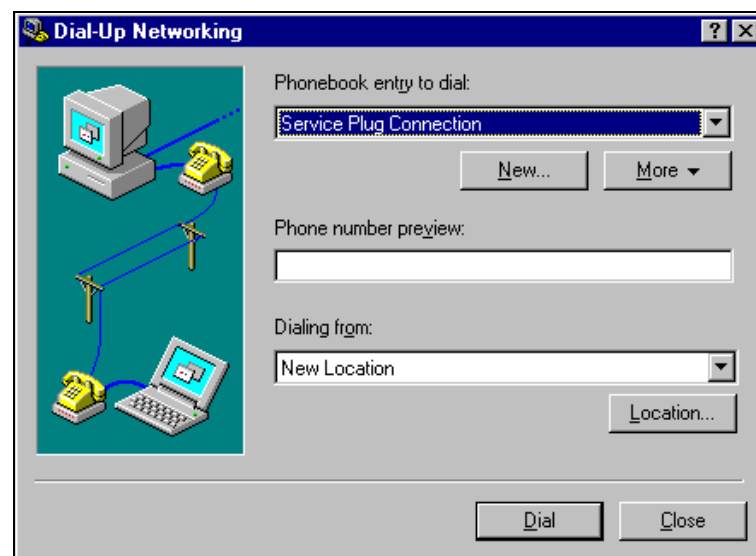 Dial-Up Networking
Phonebook entry to dial:
Service Plug Connection
New... More
Phone number preview:
Dialing from:
New Location
Location...
Dial Close